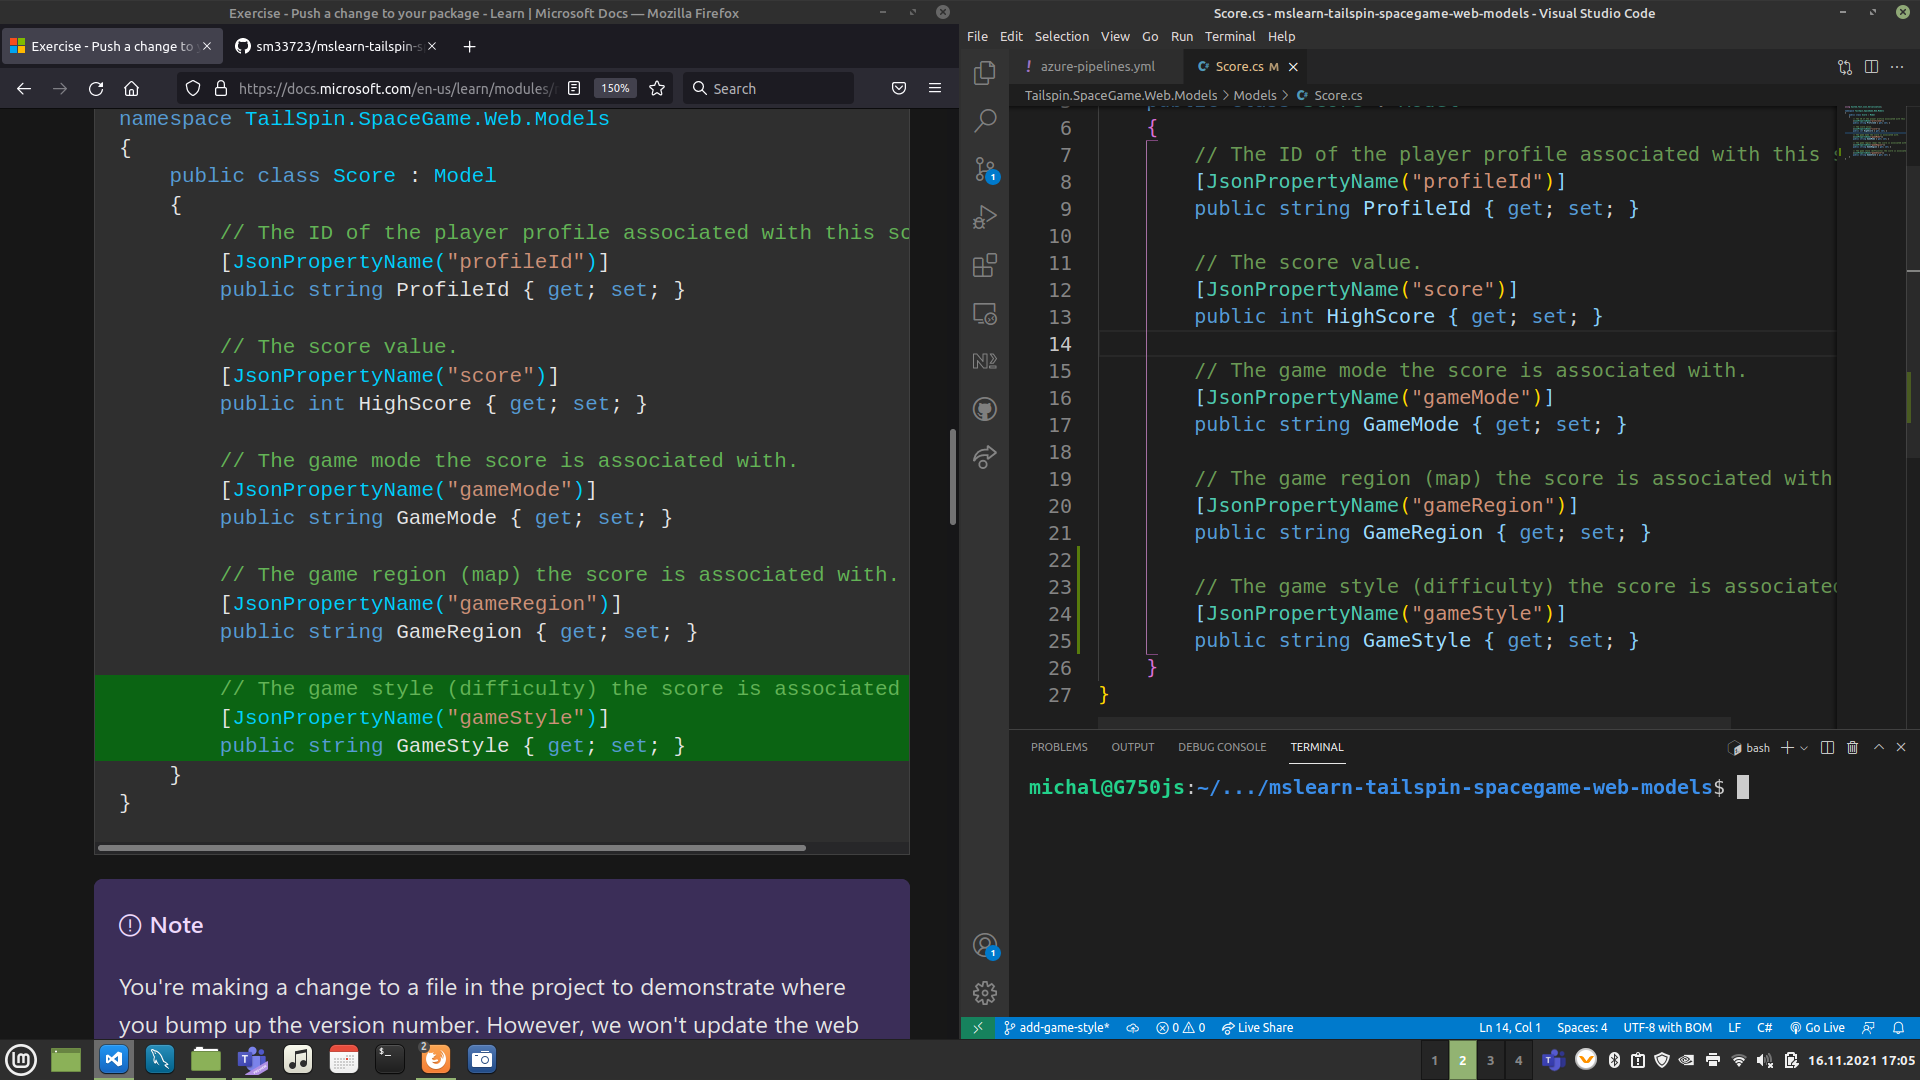 Exercise - Push a change to your package - Learn | Microsoft Docs — Mozilla Firefox
Exercise - Push a change to
sm33723/mslearn-tailspin-s
https://docs.microsoft.com/en-us/learn/modules/
150%
Search
namespace TailSpin.SpaceGame.Web.Models
{
public class Score : Model
{
// The ID of the player profile associated with this sc
[JsonPropertyName("profileId")]
public string ProfileId { get; set; }
// The score value.
[JsonPropertyName("score")]
public int HighScore { get; set; }
// The game mode the score is associated with.
[JsonPropertyName("gameMode")]
public string GameMode { get; set; }
// The game region (map) the score is associated with.
[JsonPropertyName("gameRegion")]
public string GameRegion { get; set; }
// The game style (difficulty) the score is associated
[JsonPropertyName("gameStyle")]
public string GameStyle { get; set; }
}
}
Note
You're making a change to a file in the project to demonstrate where
you bump up the version number. However, we won't update the web
Score.cs - mslearn-tailspin-spacegame-web-models - Visual Studio Code
File Edit Selection View Go Run Terminal Help
! azure-pipelines.yml
Score.cs M
Tailspin.SpaceGame.Web.Models > Models > Score.cs
6 {
7 // The ID of the player profile associated with this
8 [JsonPropertyName("profileId")]
9 public string ProfileId { get; set; }
10
11 // The score value.
12 [JsonPropertyName("score")]
13 public int HighScore { get; set; }
14
15 // The game mode the score is associated with.
16 [JsonPropertyName("gameMode")]
17 public string GameMode { get; set; }
18
19 // The game region (map) the score is associated with
20 [JsonPropertyName("gameRegion")]
21 public string GameRegion { get; set; }
22
23 // The game style (difficulty) the score is associated
24 [JsonPropertyName("gameStyle")]
25 public string GameStyle { get; set; }
26 }
27 }
PROBLEMS OUTPUT DEBUG CONSOLE TERMINAL
bash
michal@G750js:~/.../mslearn-tailspin-spacegame-web-models$
1
1
add-game-style*
0 0
Live Share
Ln 14, Col 1
Spaces: 4
UTF-8 with BOM
LF
C#
Go Live
2
1 2 3 4
16.11.2021 17:05